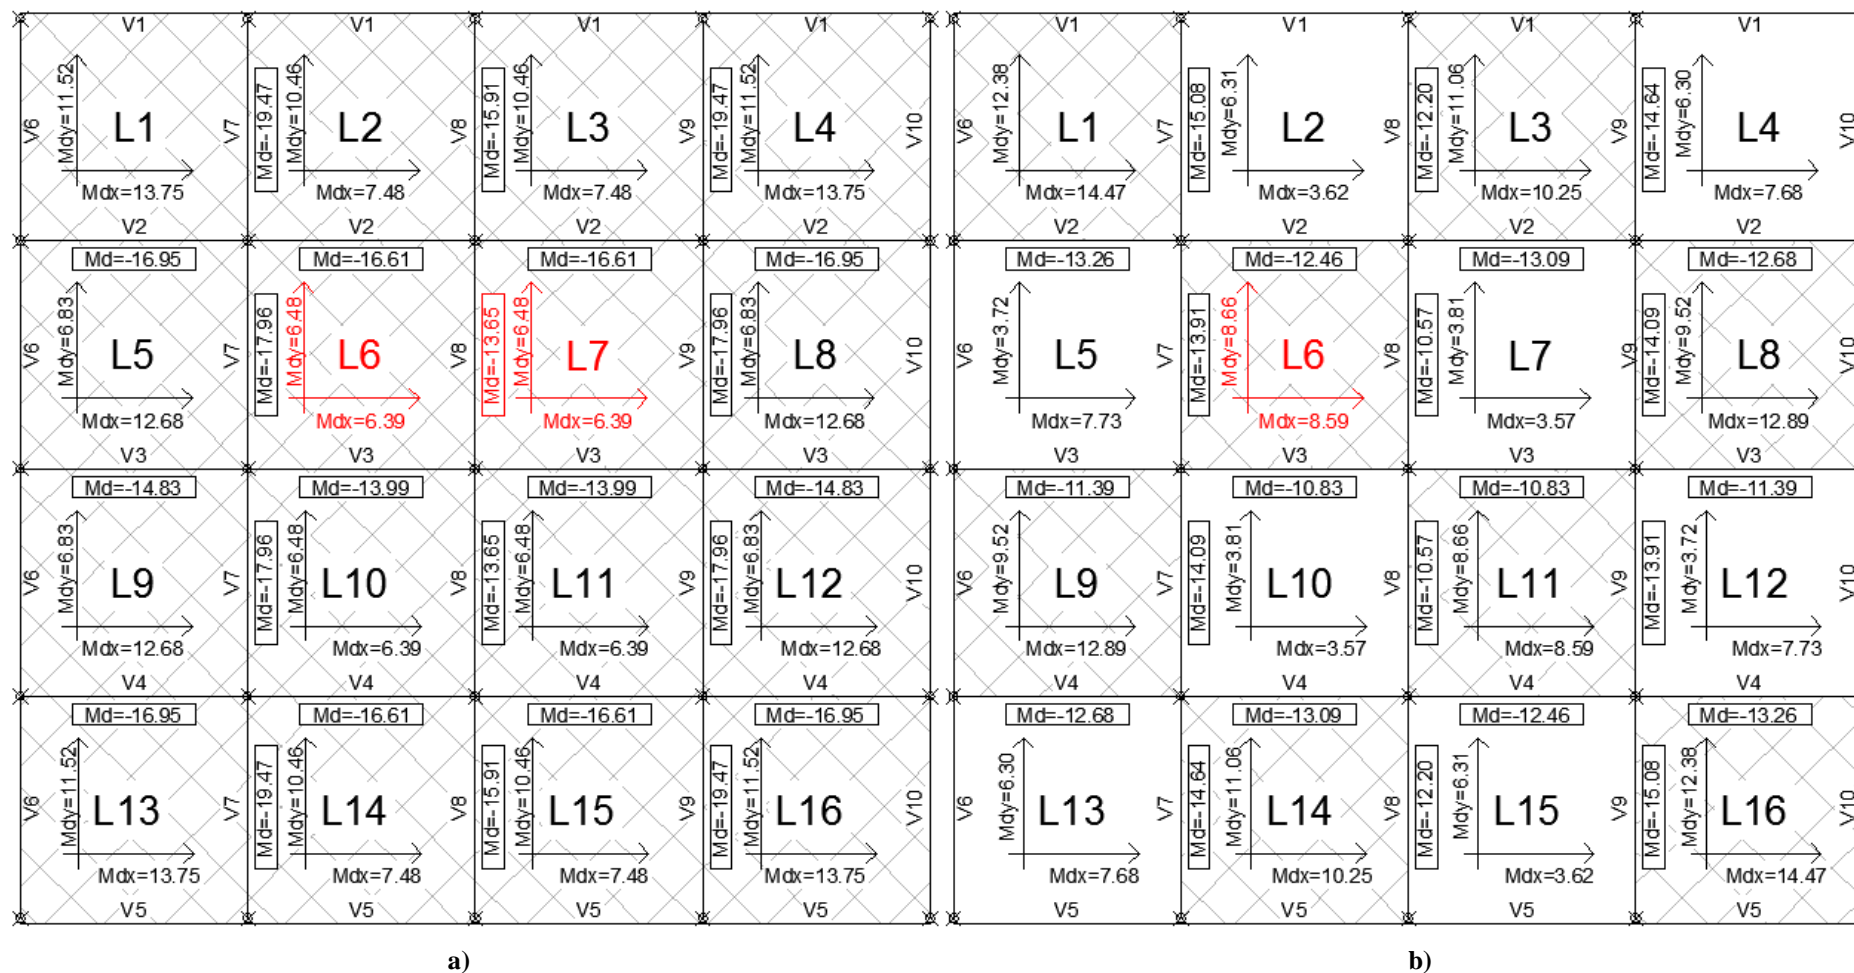 V1 V1 V1 V1 V1 V1 V1 V1
V6 Mdy=11.52 L1 Mdx=13.75 V7 Md=-19.47 Mdy=10.46 L2 Mdx=7.48 V8 Md=-15.91 Mdy=10.46 L3 Mdx=7.48 V9 Md=-19.47 Mdy=11.52 L4 Mdx=13.75 V10
V6 Mdy=12.38 L1 Mdx=14.47 V7 Md=-15.08 Mdy=6.31 L2 Mdx=3.62 V8 Md=-12.20 Mdy=11.06 L3 Mdx=10.25 V9 Md=-14.64 Mdy=6.30 L4 Mdx=7.68 V10
V2 V2 V2 V2 V2 V2 V2 V2
Md=-16.95 Md=-16.61 Md=-16.61 Md=-16.95 Md=-13.26 Md=-12.46 Md=-13.09 Md=-12.68
V6 Mdy=6.83 L5 Mdx=12.68 V7 Md=-17.96 Mdy=6.48 L6 Mdx=6.39 V8 Md=-13.65 Mdy=6.48 L7 Mdx=6.39 V9 Md=-17.96 Mdy=6.83 L8 Mdx=12.68 V10
V6 Mdy=3.72 L5 Mdx=7.73 V7 Md=-13.91 Mdy=8.66 L6 Mdx=8.59 V8 Md=-10.57 Mdy=3.81 L7 Mdx=3.57 V9 Md=-14.09 Mdy=9.52 L8 Mdx=12.89 V10
V3 V3 V3 V3 V3 V3 V3 V3
Md=-14.83 Md=-13.99 Md=-13.99 Md=-14.83 Md=-11.39 Md=-10.83 Md=-10.83 Md=-11.39
V6 Mdy=6.83 L9 Mdx=12.68 V7 Md=-17.96 Mdy=6.48 L10 Mdx=6.39 V8 Md=-13.65 Mdy=6.48 L11 Mdx=6.39 V9 Md=-17.96 Mdy=6.83 L12 Mdx=12.68 V10
V6 Mdy=9.52 L9 Mdx=12.89 V7 Md=-14.09 Mdy=3.81 L10 Mdx=3.57 V8 Md=-10.57 Mdy=8.66 L11 Mdx=8.59 V9 Md=-13.91 Mdy=3.72 L12 Mdx=7.73 V10
V4 V4 V4 V4 V4 V4 V4 V4
Md=-16.95 Md=-16.61 Md=-16.61 Md=-16.95 Md=-12.68 Md=-13.09 Md=-12.46 Md=-13.26
V6 Mdy=11.52 L13 Mdx=13.75 V7 Md=-19.47 Mdy=10.46 L14 Mdx=7.48 V8 Md=-15.91 Mdy=10.46 L15 Mdx=7.48 V9 Md=-19.47 Mdy=11.52 L16 Mdx=13.75 V10
V6 Mdy=6.30 L13 Mdx=7.68 V7 Md=-14.64 Mdy=11.06 L14 Mdx=10.25 V8 Md=-12.20 Mdy=6.31 L15 Mdx=3.62 V9 Md=-15.08 Mdy=12.38 L16 Mdx=14.47 V10
V5 V5 V5 V5 V5 V5 V5 V5
a) b)